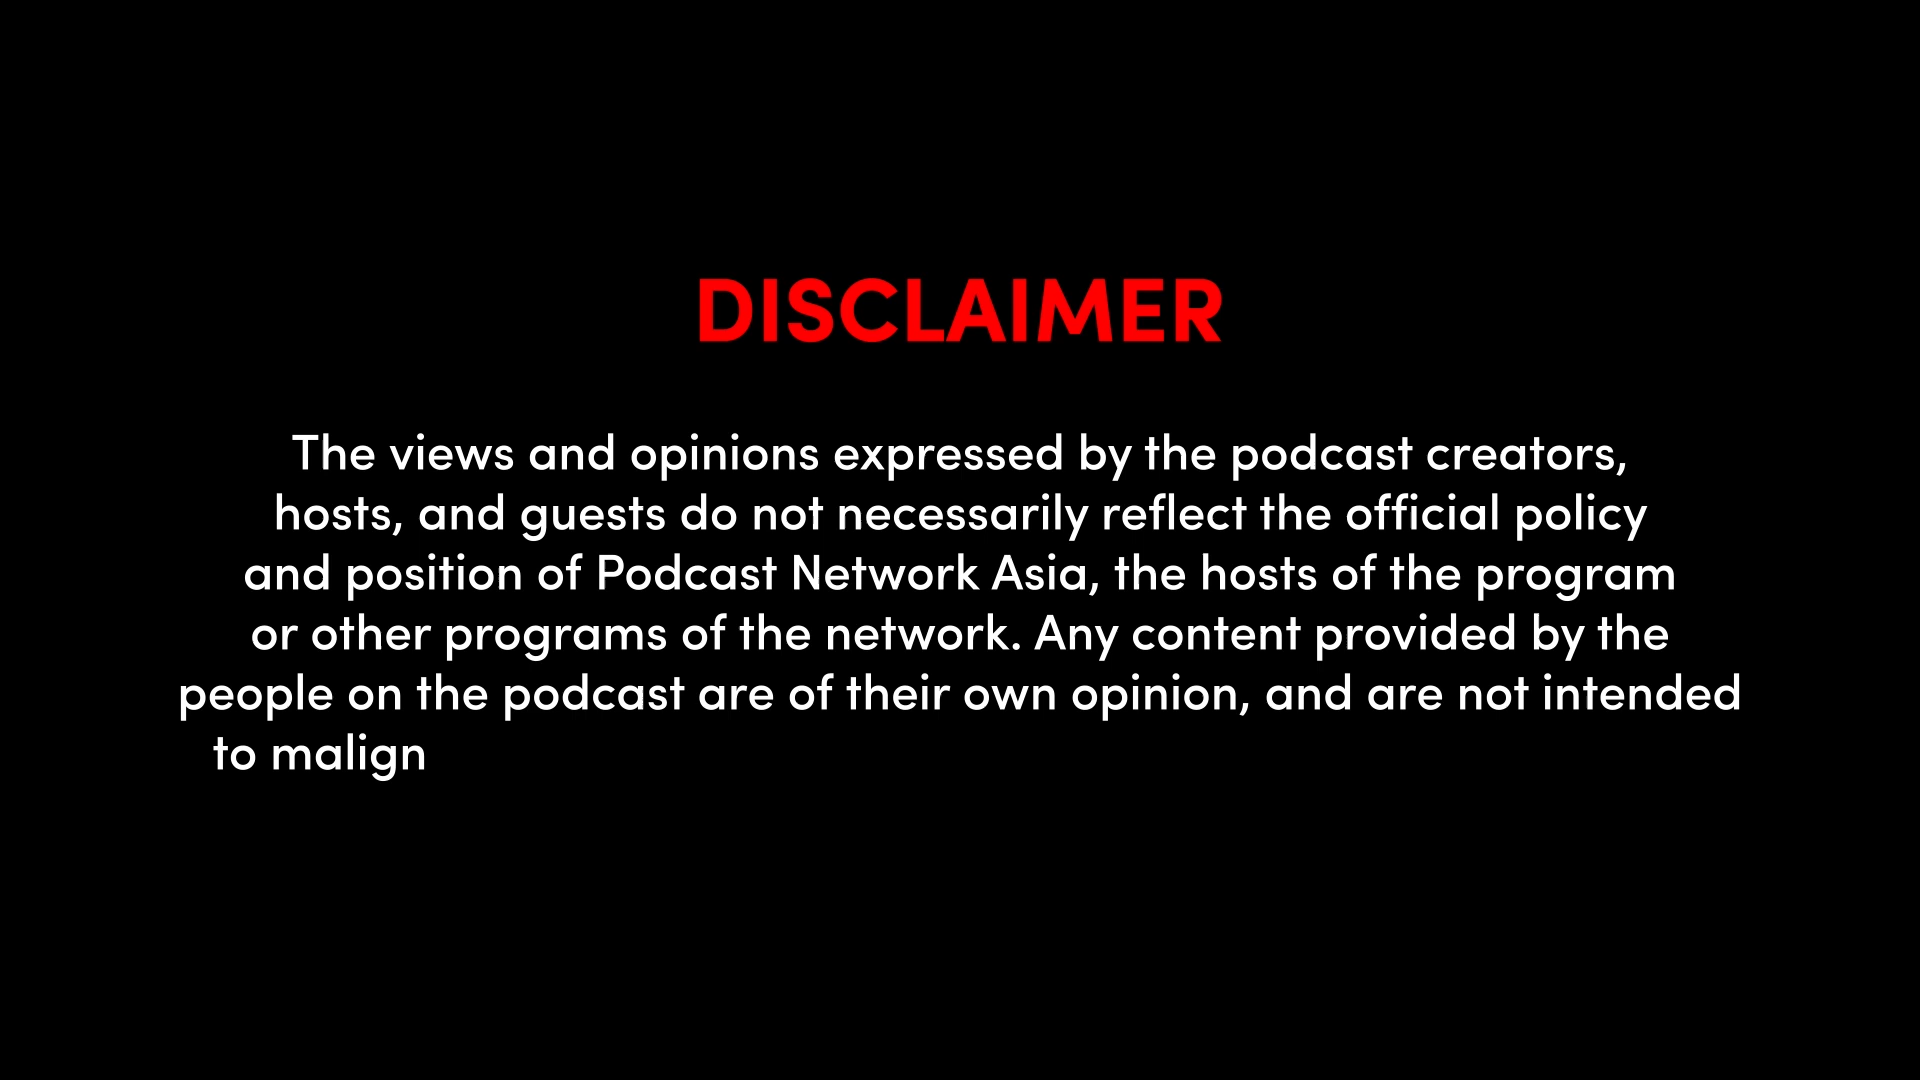 DISCLAIMER
The views and opinions expressed by the podcast creators,
hosts, and guests do not necessarily reflect the official policy
and position of Podcast Network Asia, the hosts of the program
or other programs of the network. Any content provided by the
people on the podcast are of their own opinion, and are not intended
to malign